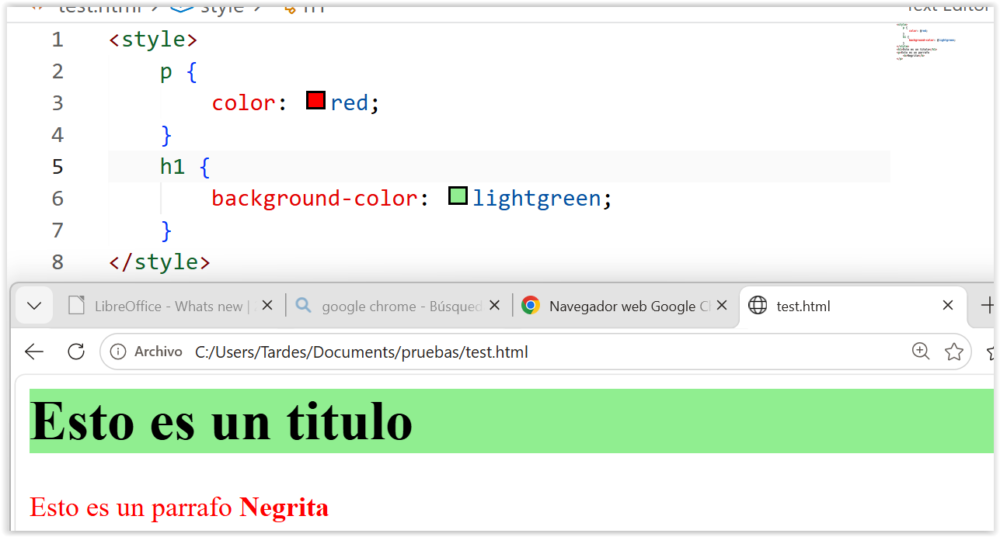 test.html > style > h1
Text Editor
1 <style>
2 p {
3 color: red;
4 }
5 h1 {
6 background-color: lightgreen;
7 }
8 </style>
LibreOffice - Whats new |
google chrome - Búsqued
Navegador web Google C
test.html
Archivo C:/Users/Tardes/Documents/pruebas/test.html
Esto es un titulo
Esto es un parrafo Negrita